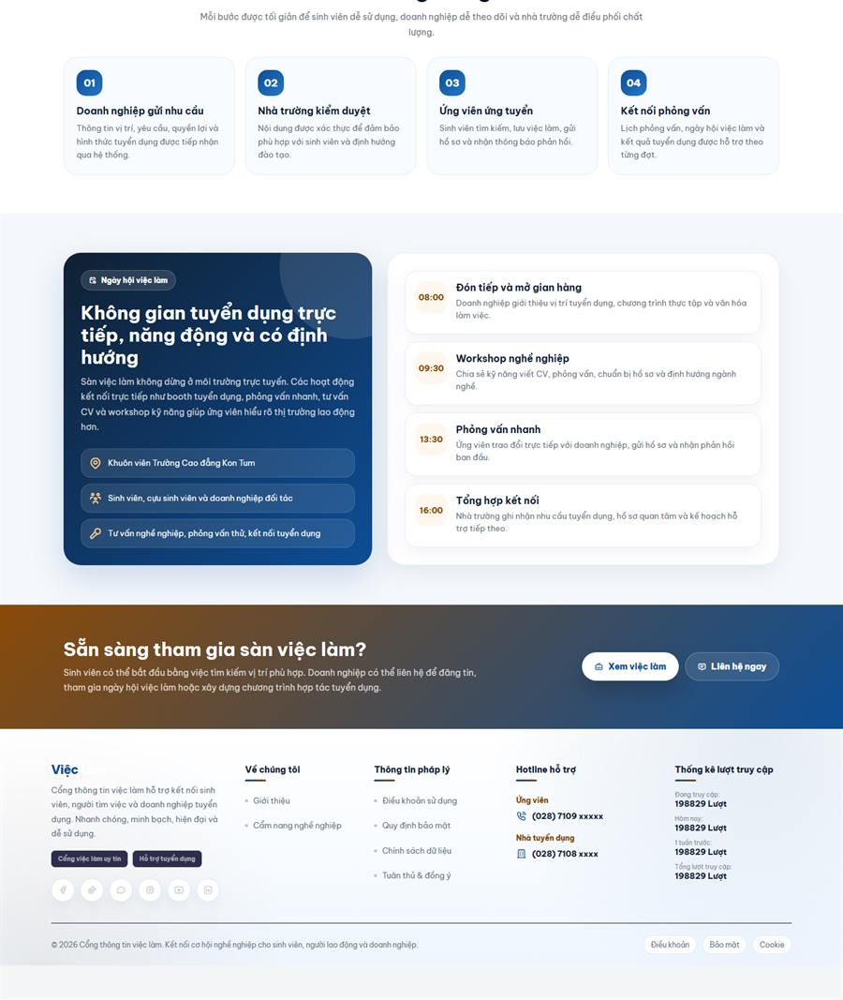 Mỗi bước được tối giản để sinh viên dễ sử dụng, doanh nghiệp dễ theo dõi và nhà trường dễ điều phối chất
lượng.
01
Doanh nghiệp gửi nhu cầu
Thông tin vị trí, yêu cầu, quyền lợi và
hình thức tuyển dụng được tiếp nhận
qua hệ thống.
02
Nhà trường kiểm duyệt
Nội dung được xác thực để đảm bảo
phù hợp với sinh viên và định hướng
đào tạo.
03
Ứng viên ứng tuyển
Sinh viên tìm kiếm, lưu việc làm, gửi
hồ sơ và nhận thông báo phản hồi.
04
Kết nối phỏng vấn
Lịch phỏng vấn, ngày hội việc làm và
kết quả tuyển dụng được hỗ trợ theo
từng đợt.
Ngày hội việc làm
Không gian tuyển dụng trực
tiếp, năng động và có định
hướng
Sàn việc làm không dừng ở môi trường trực tuyến. Các hoạt động
kết nối trực tiếp như booth tuyển dụng, phỏng vấn nhanh, tư vấn
CV và workshop kỹ năng giúp ứng viên hiểu rõ thị trường lao động
hơn.
Khuôn viên Trường Cao đẳng Kon Tum
Sinh viên, cựu sinh viên và doanh nghiệp đối tác
Tư vấn nghề nghiệp, phỏng vấn thử, kết nối tuyển dụng
08:00
Đón tiếp và mở gian hàng
Doanh nghiệp giới thiệu vị trí tuyển dụng, chương trình thực tập và văn hóa
làm việc.
09:30
Workshop nghề nghiệp
Chia sẻ kỹ năng viết CV, phỏng vấn, chuẩn bị hồ sơ và định hướng ngành
nghề.
13:30
Phỏng vấn nhanh
Ứng viên trao đổi trực tiếp với doanh nghiệp, gửi hồ sơ và nhận phản hồi
ban đầu.
16:00
Tổng hợp kết nối
Nhà trường ghi nhận nhu cầu tuyển dụng, hồ sơ quan tâm và kế hoạch hỗ
trợ tiếp theo.
Sẵn sàng tham gia sàn việc làm?
Sinh viên có thể bắt đầu bằng việc tìm kiếm vị trí phù hợp. Doanh nghiệp có thể liên hệ để đăng tin,
tham gia ngày hội việc làm hoặc xây dựng chương trình hợp tác tuyển dụng.
Xem việc làm
Liên hệ ngay
Việc
Cổng thông tin việc làm hỗ trợ kết nối sinh
viên, người tìm việc và doanh nghiệp tuyển
dụng. Nhanh chóng, minh bạch, hiện đại và
dễ sử dụng.
Cổng việc làm uy tín
Hỗ trợ tuyển dụng
Về chúng tôi
Giới thiệu
Cẩm nang nghề nghiệp
Thông tin pháp lý
Điều khoản sử dụng
Quy định bảo mật
Chính sách dữ liệu
Tuân thủ & đồng ý
Hotline hỗ trợ
Ứng viên
(028) 7109 xxxxx
Nhà tuyển dụng
(028) 7108 xxxx
Thống kê lượt truy cập
Đang truy cập:
198829 Lượt
Hôm nay:
198829 Lượt
1 tuần trước:
198829 Lượt
Tổng lượt truy cập:
198829 Lượt
© 2026 Cổng thông tin việc làm. Kết nối cơ hội nghề nghiệp cho sinh viên, người lao động và doanh nghiệp.
Điều khoản
Bảo mật
Cookie